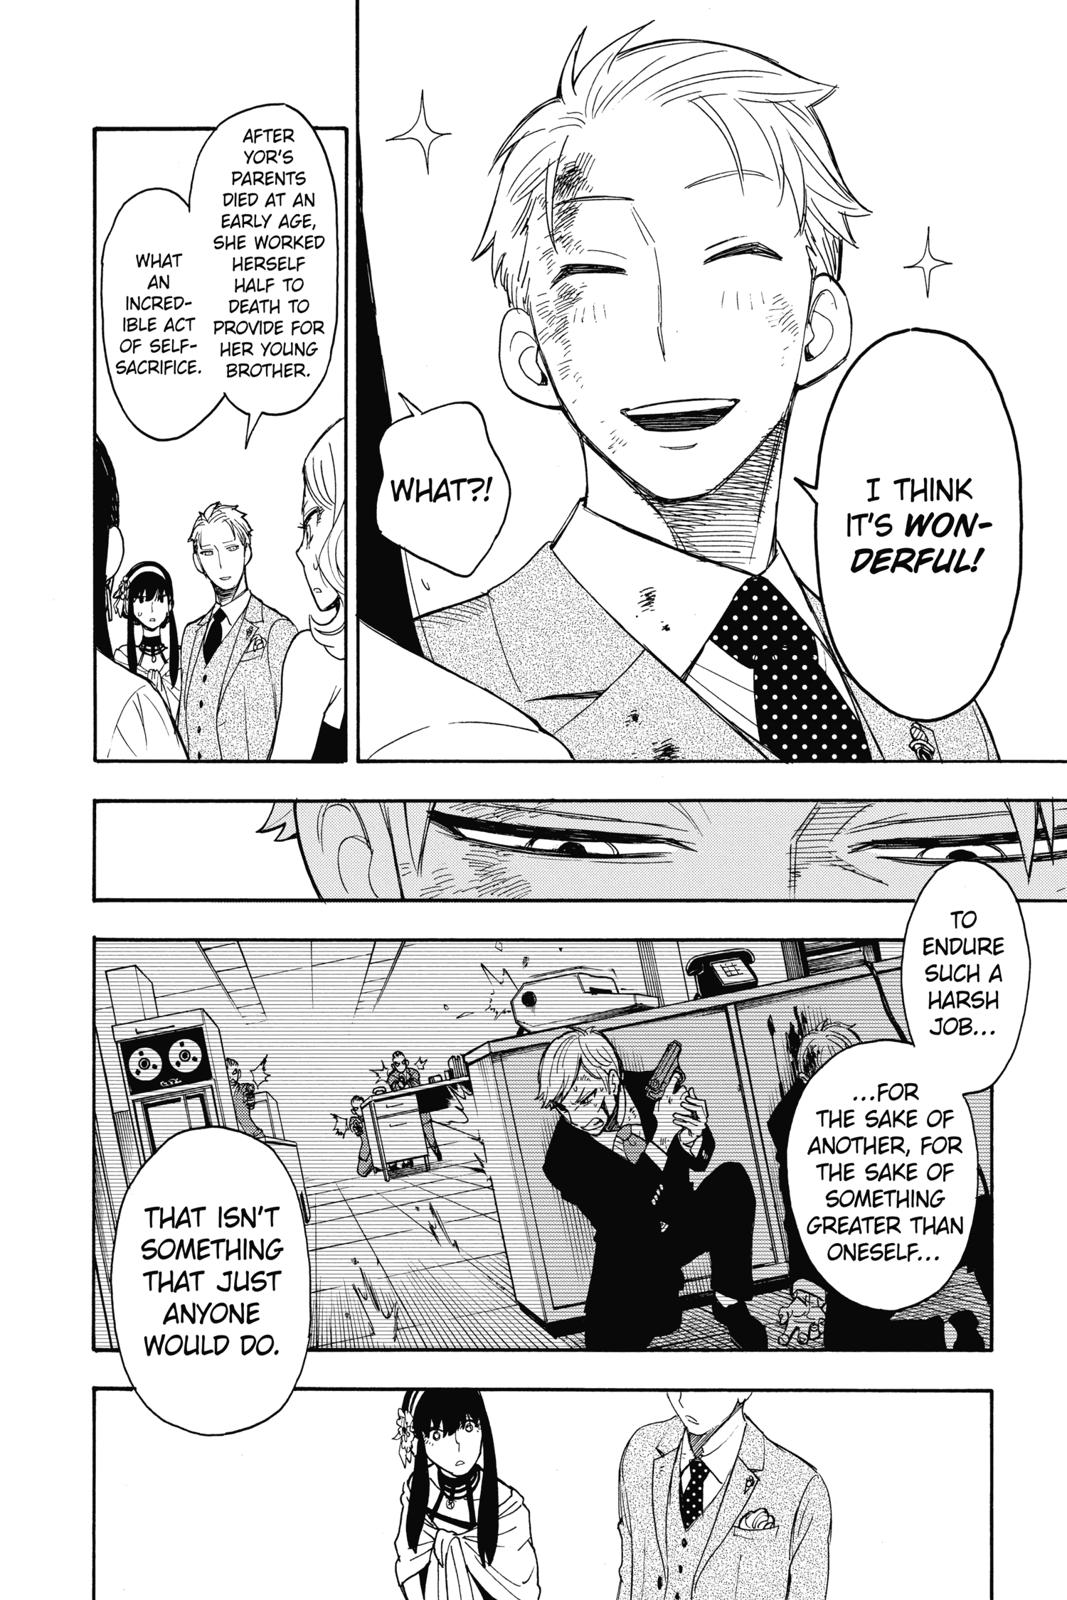 I THINK
IT'S WON-
DERFUL!
WHAT?!
AFTER
YOR'S
PARENTS
DIED AT AN
EARLY AGE,
SHE WORKED
HERSELF
HALF TO
DEATH TO
PROVIDE FOR
HER YOUNG
BROTHER.
WHAT
AN
INCRED-
IBLE ACT
OF SELF-
SACRIFICE.
TO
ENDURE
SUCH A
HARSH
JOB...
...FOR
THE SAKE OF
ANOTHER, FOR
THE SAKE OF
SOMETHING
GREATER THAN
ONESELF...
THAT ISN'T
SOMETHING
THAT JUST
ANYONE
WOULD DO.